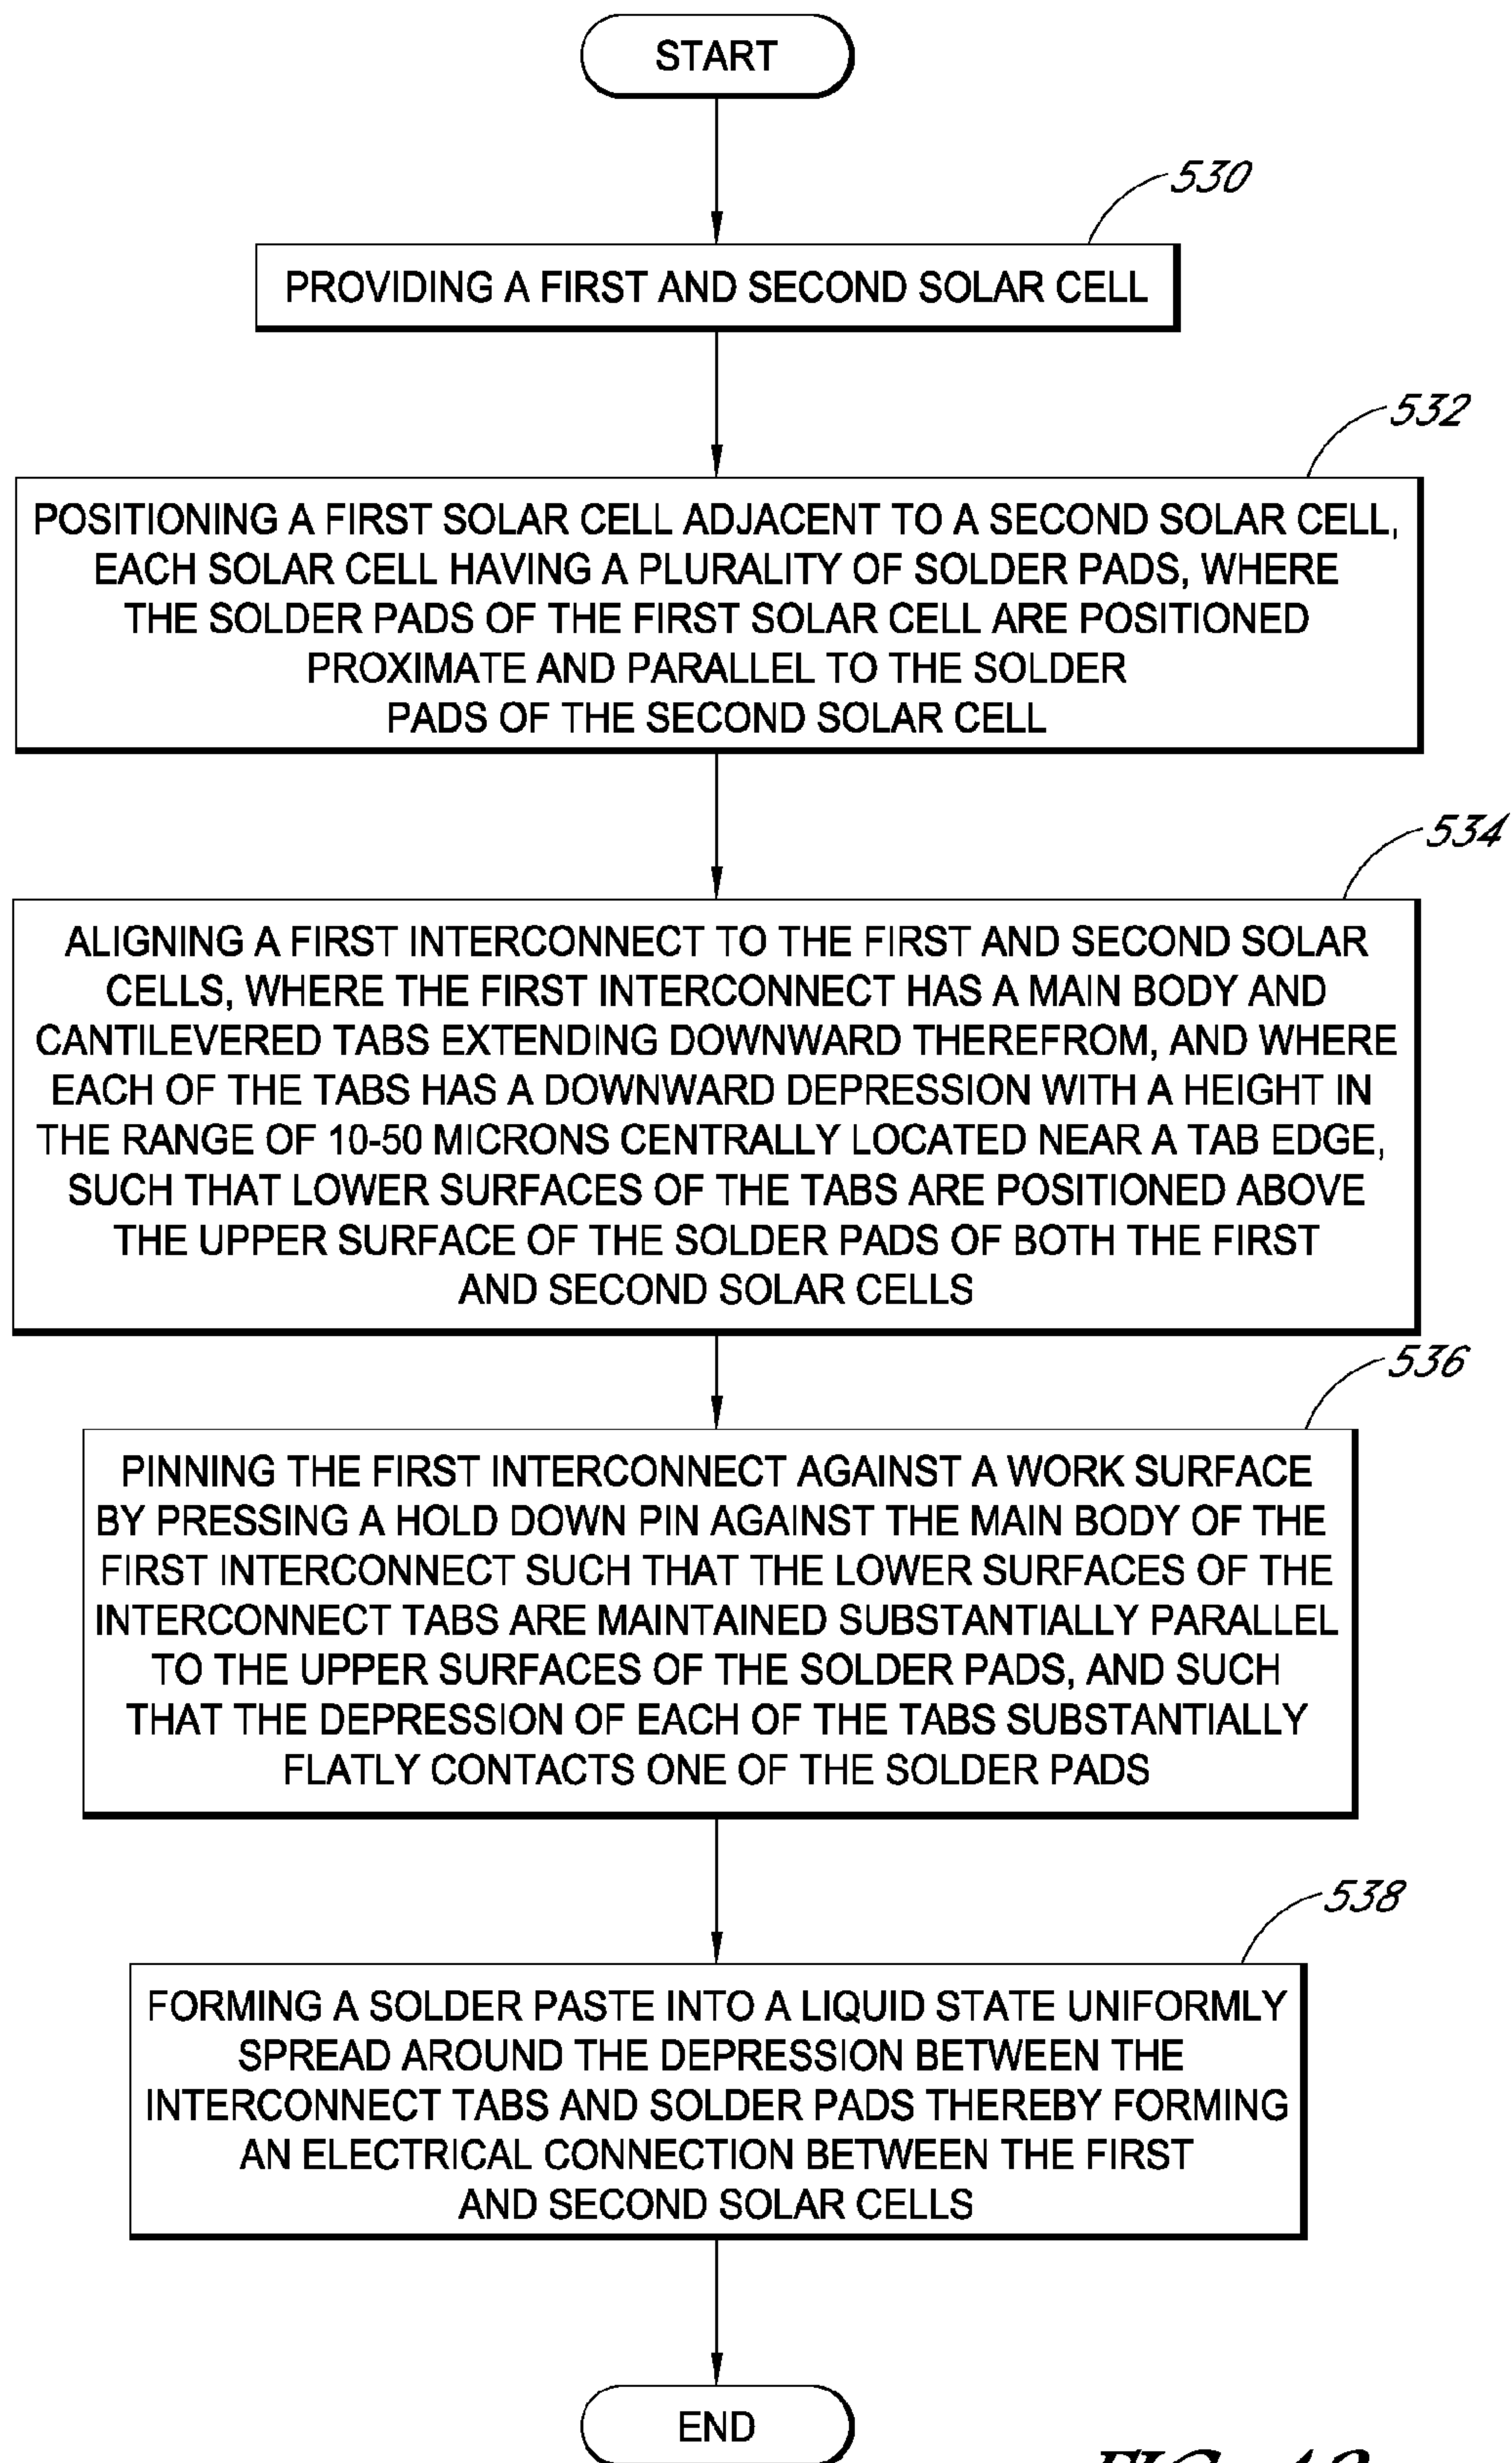 START
530
PROVIDING A FIRST AND SECOND SOLAR CELL
532
POSITIONING A FIRST SOLAR CELL ADJACENT TO A SECOND SOLAR CELL,
EACH SOLAR CELL HAVING A PLURALITY OF SOLDER PADS, WHERE
THE SOLDER PADS OF THE FIRST SOLAR CELL ARE POSITIONED
PROXIMATE AND PARALLEL TO THE SOLDER
PADS OF THE SECOND SOLAR CELL
534
ALIGNING A FIRST INTERCONNECT TO THE FIRST AND SECOND SOLAR
CELLS, WHERE THE FIRST INTERCONNECT HAS A MAIN BODY AND
CANTILEVERED TABS EXTENDING DOWNWARD THEREFROM, AND WHERE
EACH OF THE TABS HAS A DOWNWARD DEPRESSION WITH A HEIGHT IN
THE RANGE OF 10-50 MICRONS CENTRALLY LOCATED NEAR A TAB EDGE,
SUCH THAT LOWER SURFACES OF THE TABS ARE POSITIONED ABOVE
THE UPPER SURFACE OF THE SOLDER PADS OF BOTH THE FIRST
AND SECOND SOLAR CELLS
536
PINNING THE FIRST INTERCONNECT AGAINST A WORK SURFACE
BY PRESSING A HOLD DOWN PIN AGAINST THE MAIN BODY OF THE
FIRST INTERCONNECT SUCH THAT THE LOWER SURFACES OF THE
INTERCONNECT TABS ARE MAINTAINED SUBSTANTIALLY PARALLEL
TO THE UPPER SURFACES OF THE SOLDER PADS, AND SUCH
THAT THE DEPRESSION OF EACH OF THE TABS SUBSTANTIALLY
FLATLY CONTACTS ONE OF THE SOLDER PADS
538
FORMING A SOLDER PASTE INTO A LIQUID STATE UNIFORMLY
SPREAD AROUND THE DEPRESSION BETWEEN THE
INTERCONNECT TABS AND SOLDER PADS THEREBY FORMING
AN ELECTRICAL CONNECTION BETWEEN THE FIRST
AND SECOND SOLAR CELLS
END